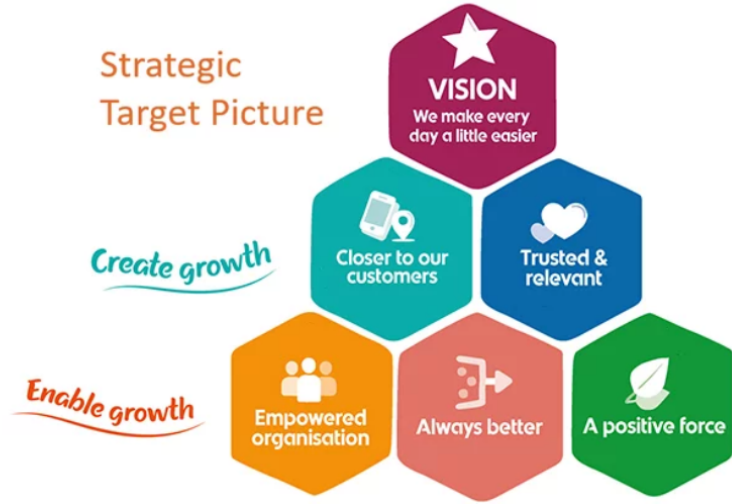 Strategic
Target Picture
VISION
We make every
day a little easier
Create growth
Closer to our
customers
Trusted &
relevant
Enable growth
Empowered
organisation
Always better
A positive force